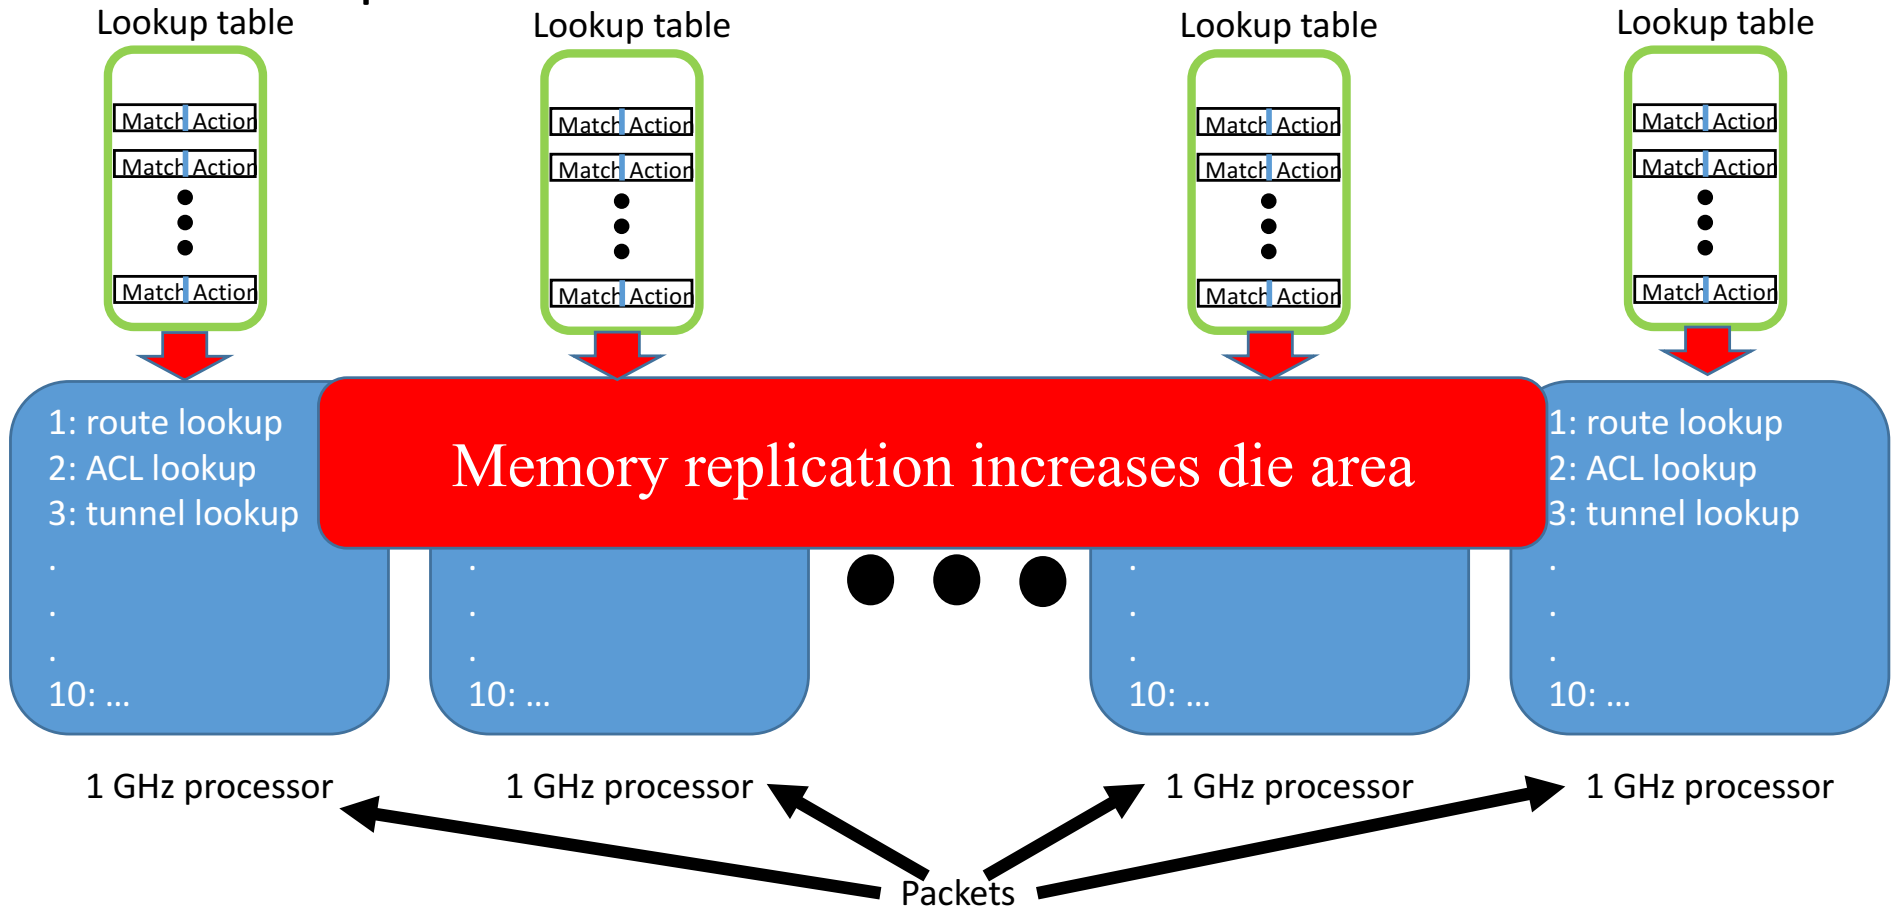 Lookup table
Lookup table
Lookup table
Lookup table
Match Action
Match Action
Match Action
Match Action
Match Action
Match Action
Match Action
Match Action
Match Action
Match Action
Match Action
Match Action
1: route lookup
2: ACL lookup
3: tunnel lookup
.
.
.
10: ...
Memory replication increases die area
.
.
.
10: ...
.
.
.
10: ...
1: route lookup
2: ACL lookup
3: tunnel lookup
.
.
.
10: ...
1 GHz processor
1 GHz processor
1 GHz processor
1 GHz processor
Packets